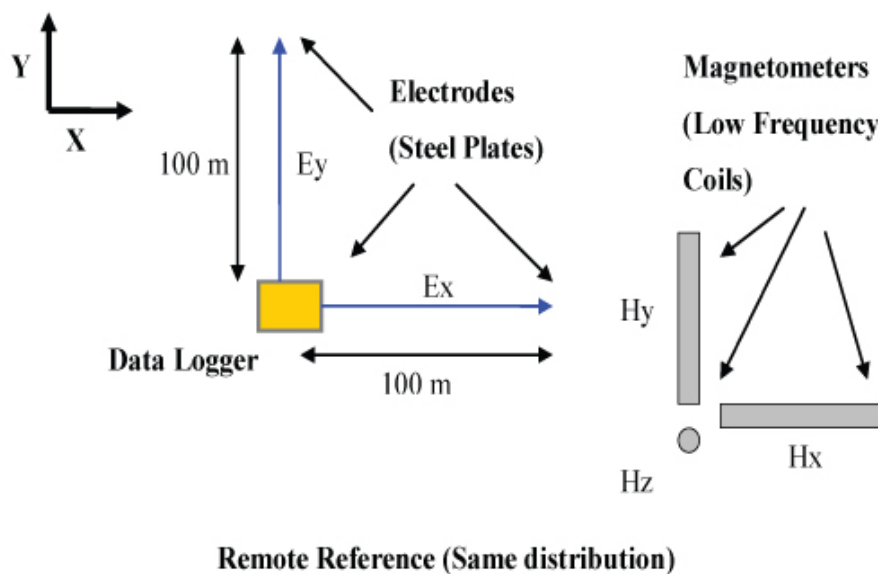 Y
X
100 m
Ey
Electrodes
(Steel Plates)
Magnetometers
(Low Frequency
Coils)
Ex
Data Logger
100 m
Hy
Hx
Hz
Remote Reference (Same distribution)